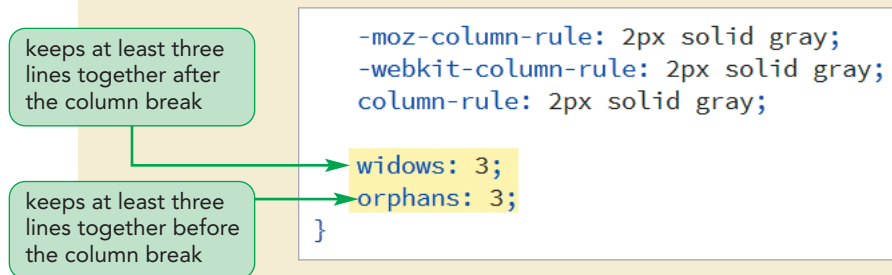 keeps at least three
lines together after
the column break
keeps at least three
lines together before
the column break
-moz-column-rule: 2px solid gray;
-webkit-column-rule: 2px solid gray;
column-rule: 2px solid gray;
widows: 3;
orphans: 3;
}